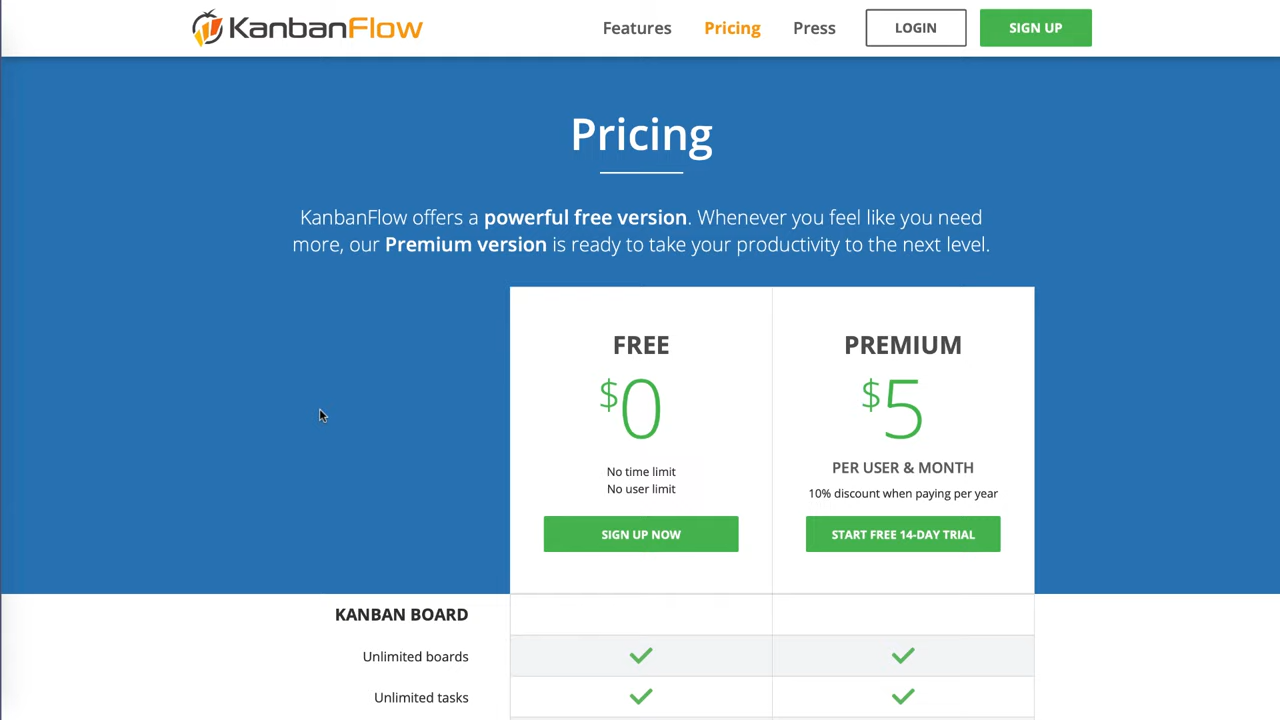 KanbanFlow
Features
Pricing
Press
LOGIN
SIGN UP
Pricing
KanbanFlow offers a powerful free version. Whenever you feel like you need
more, our Premium version is ready to take your productivity to the next level.
FREE
$0
No time limit
No user limit
SIGN UP NOW
PREMIUM
$5
PER USER & MONTH
10% discount when paying per year
START FREE 14-DAY TRIAL
KANBAN BOARD
Unlimited boards
Unlimited tasks